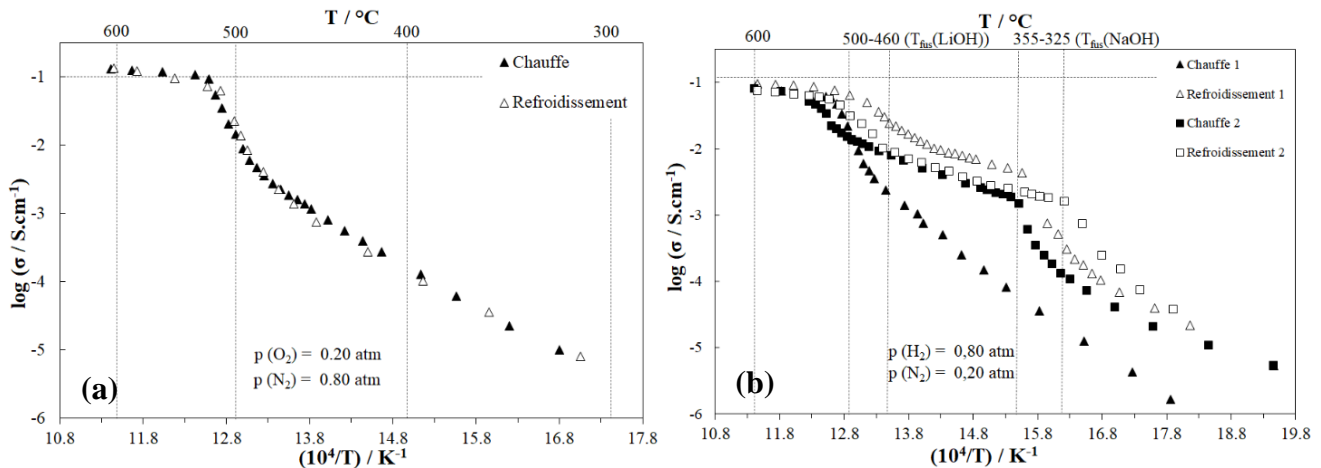 T / °C
600 500 400 300
log (σ / S.cm⁻¹)
-1
-2
-3
-4
-5
-6
▲ Chauffe
△ Refroidissement
p (O₂) = 0.20 atm
p (N₂) = 0.80 atm
(a)
10.8 11.8 12.8 13.8 14.8 15.8 16.8 17.8
(10⁴/T) / K⁻¹
T / °C
600 500-460 (T_fus(LiOH)) 355-325 (T_fus(NaOH)
log (σ / S.cm⁻¹)
0
-1
-2
-3
-4
-5
-6
▲ Chauffe 1
△ Refroidissement 1
■ Chauffe 2
□ Refroidissement 2
p (H₂) = 0,80 atm
p (N₂) = 0,20 atm
(b)
10.8 11.8 12.8 13.8 14.8 15.8 16.8 17.8 18.8 19.8
(10⁴/T) / K⁻¹